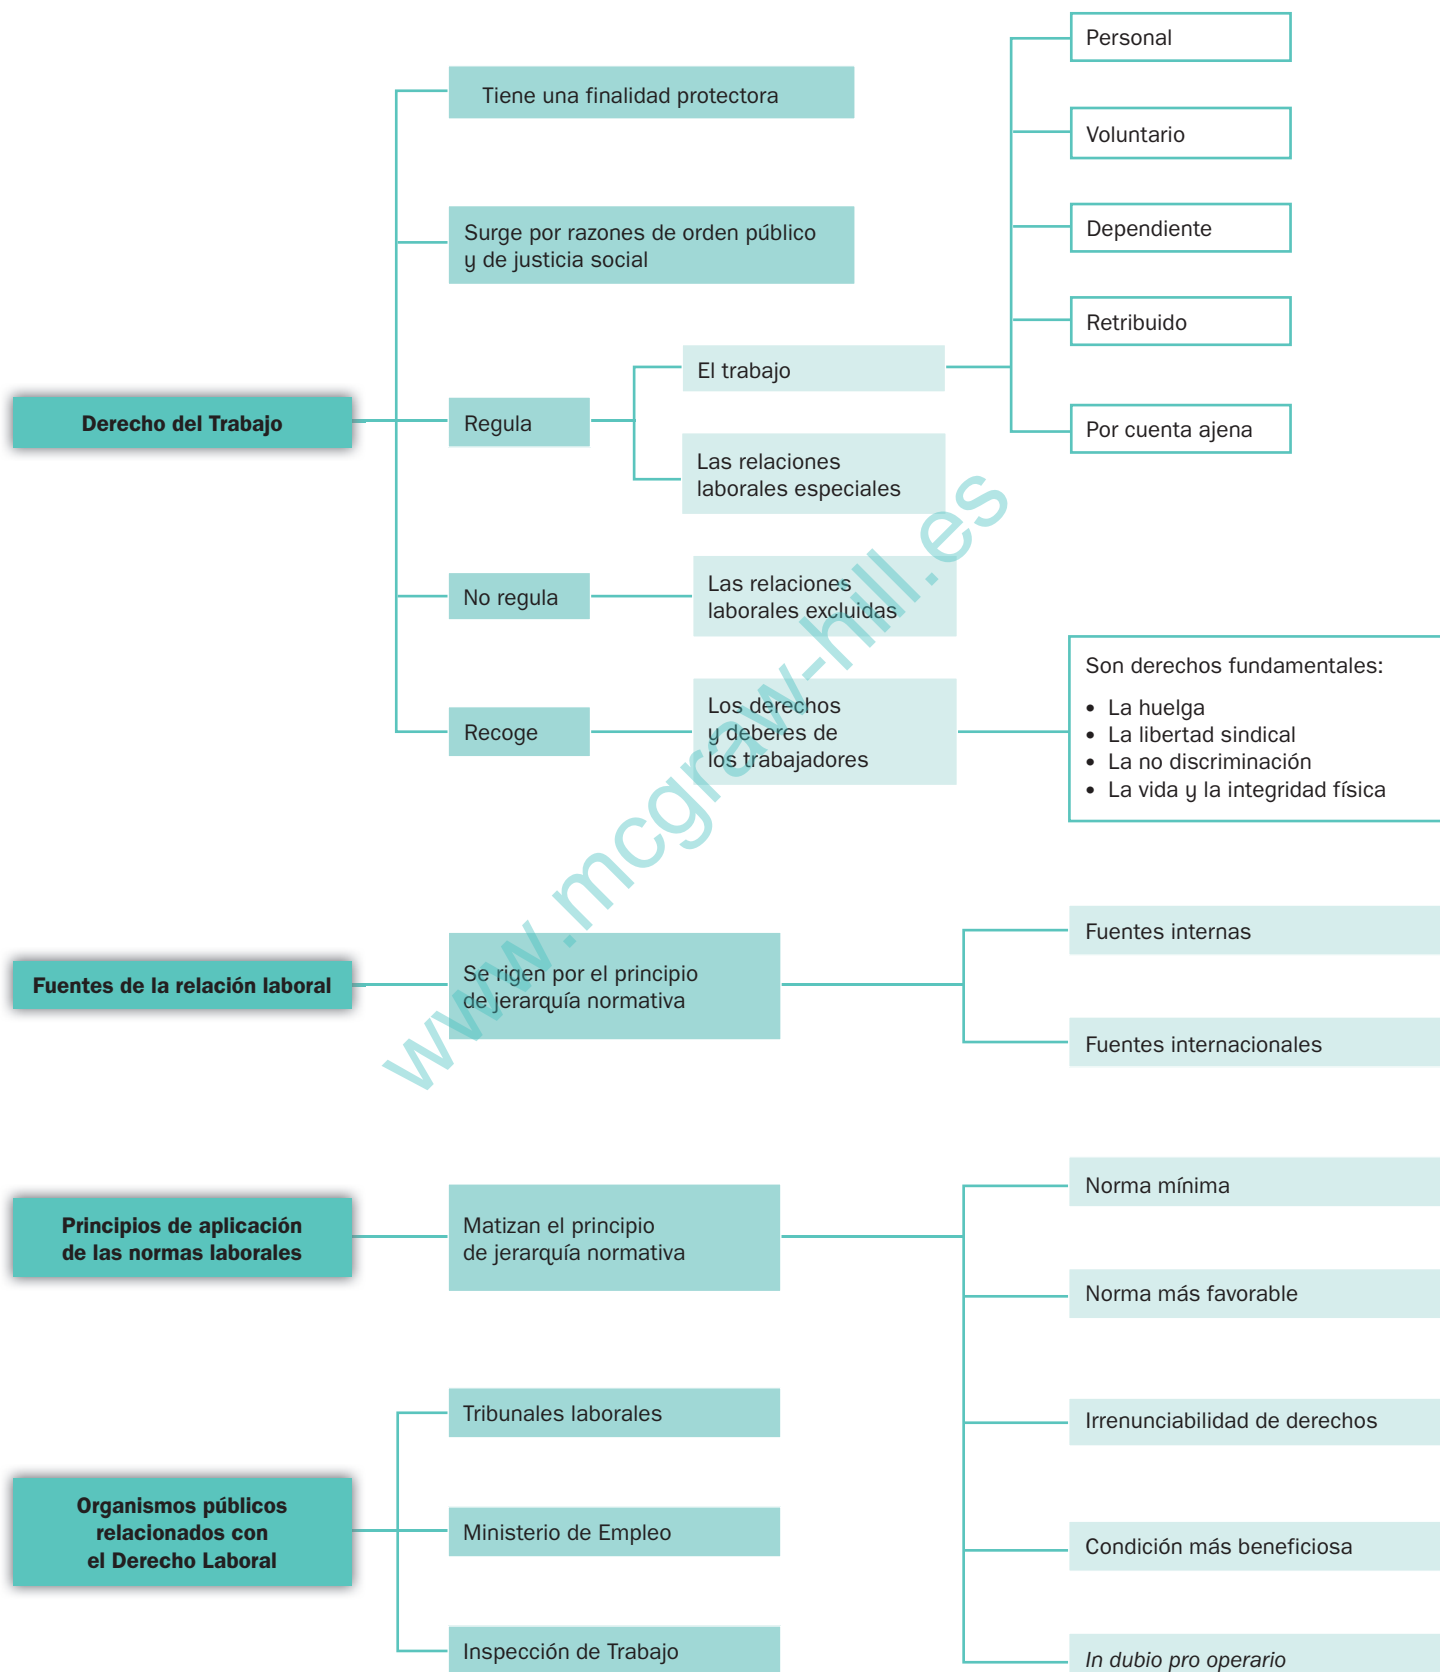 Derecho del Trabajo
Tiene una finalidad protectora
Surge por razones de orden público
y de justicia social
Regula
El trabajo
Personal
Voluntario
Dependiente
Retribuido
Por cuenta ajena
Las relaciones
laborales especiales
No regula
Las relaciones
laborales excluidas
Recoge
Los derechos
y deberes de
los trabajadores
Son derechos fundamentales:
• La huelga
• La libertad sindical
• La no discriminación
• La vida y la integridad física
Fuentes de la relación laboral
Se rigen por el principio
de jerarquía normativa
Fuentes internas
Fuentes internacionales
Principios de aplicación
de las normas laborales
Matizan el principio
de jerarquía normativa
Norma mínima
Norma más favorable
Irrenunciabilidad de derechos
Condición más beneficiosa
In dubio pro operario
Organismos públicos
relacionados con
el Derecho Laboral
Tribunales laborales
Ministerio de Empleo
Inspección de Trabajo
www.mcgraw-hill.es